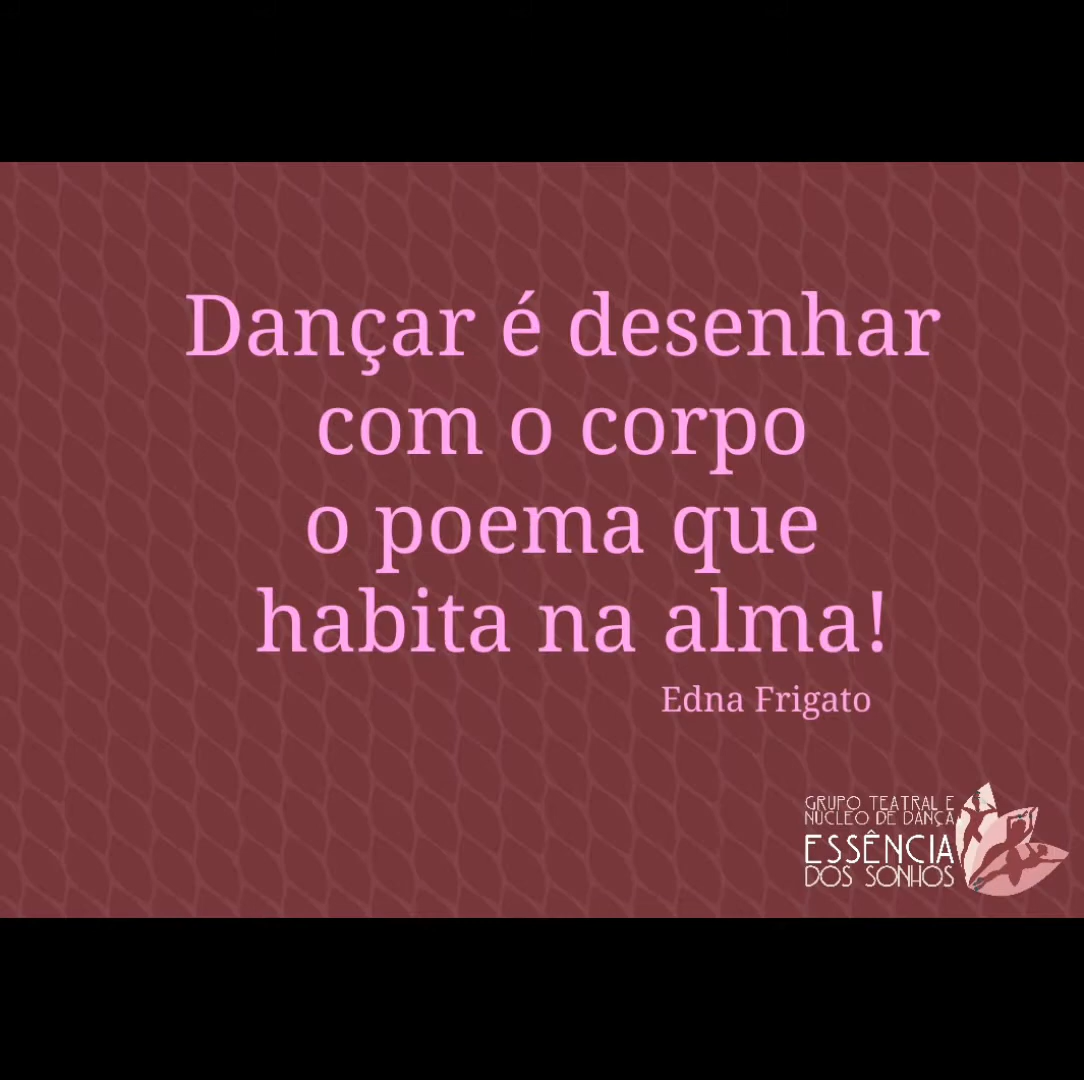 Dançar é desenhar
com o corpo
o poema que
habita na alma!
Edna Frigato
GRUPO TEATRAL E
NÚCLEO DE DANÇA
ESSÊNCIA
DOS SONHOS